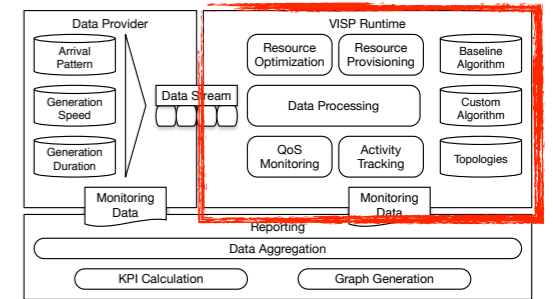 Data Provider
Arrival
Pattern
Generation
Speed
Generation
Duration
Data Stream
VISP Runtime
Resource
Optimization
Resource
Provisioning
Baseline
Algorithm
Data Processing
Custom
Algorithm
QoS
Monitoring
Activity
Tracking
Topologies
Monitoring
Data
Monitoring
Data
Reporting
Data Aggregation
KPI Calculation
Graph Generation